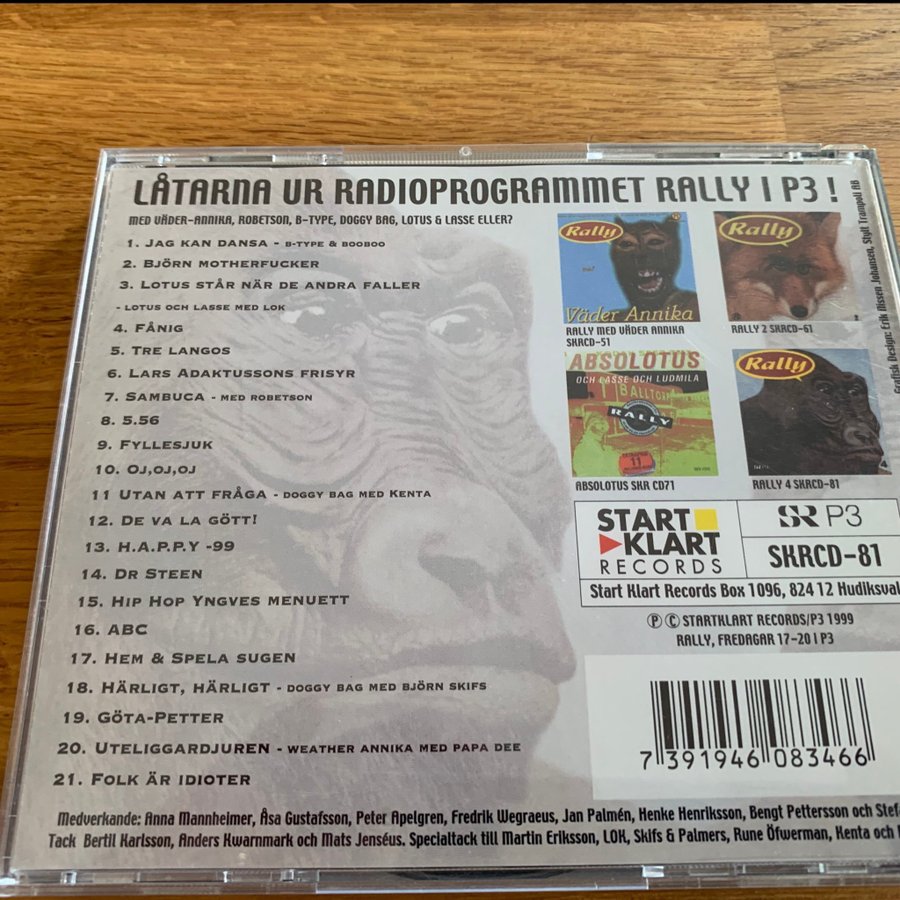 LÅTARNA UR RADIOPROGRAMMET RALLY I P3 !
MED VÄDER-ANNIKA, ROBETSON, B-TYPE, DOGGY BAG, LOTUS & LASSE ELLER?
1. JAG KAN DANSA - B-TYPE & BOOBOO
2. BJÖRN MOTHERFUCKER
3. LOTUS STÅR NÄR DE ANDRA FALLER
- LOTUS OCH LASSE MED LOK
4. FÅNIG
5. TRE LANGOS
6. LARS ADAKTUSSONS FRISYR
7. SAMBUCA - MED ROBETSON
8. 5.56
9. FYLLESJUK
10. OJ,OJ,OJ
11 UTAN ATT FRÅGA - DOGGY BAG MED KENTA
12. DE VA LA GÖTT!
13. H.A.P.P.Y -99
14. DR STEEN
15. HIP HOP YNGVES MENUETT
16. ABC
17. HEM & SPELA SUGEN
18. HÄRLIGT, HÄRLIGT - DOGGY BAG MED BJÖRN SKIFS
19. GÖTA-PETTER
20. UTELIGGARDJUREN - WEATHER ANNIKA MED PAPA DEE
21. FOLK ÄR IDIOTER
Rally
Väder Annika
RALLY MED VÄDER ANNIKA
SKRCD-51
Rally
RALLY 2 SKRCD-61
ABSOLOTUS
OCH LASSE OCH LUDMILA
RALLY
11
ABSOLOTUS SKR CD71
Rally
RALLY 4 SKRCD-81
Grafisk Design: Erik Nissen Johansen, Stylt Trampoli AB
START
KLART
RECORDS
SR P3
SKRCD-81
Start Klart Records Box 1096, 824 12 Hudiksval
Ⓟ Ⓒ STARTKLART RECORDS/P3 1999
RALLY, FREDAGAR 17-20 I P3
7 391946 083466
Medverkande: Anna Mannheimer, Åsa Gustafsson, Peter Apelgren, Fredrik Wegraeus, Jan Palmén, Henke Henriksson, Bengt Pettersson och Stef
Tack Bertil Karlsson, Anders Kwarnmark och Mats Jenséus. Specialtack till Martin Eriksson, LOK, Skifs & Palmers, Rune Öfwerman, Kenta och